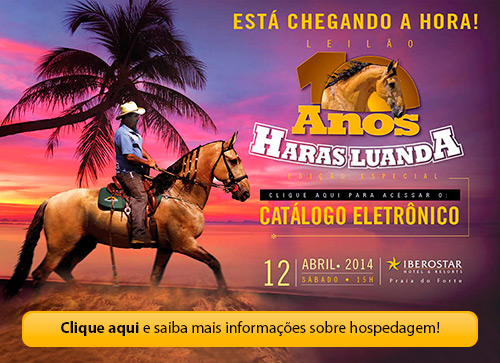 ESTÁ CHEGANDO A HORA!
LEILÃO
10
Anos
HARAS LUANDA
EDIÇÃO ESPECIAL
CLIQUE AQUI PARA ACESSAR O:
CATÁLOGO ELETRÔNICO
12 ABRIL• 2014
SÁBADO • 15H
IBEROSTAR
HOTEL & RESORTS
Praia do Forte
Clique aqui e saiba mais informações sobre hospedagem!